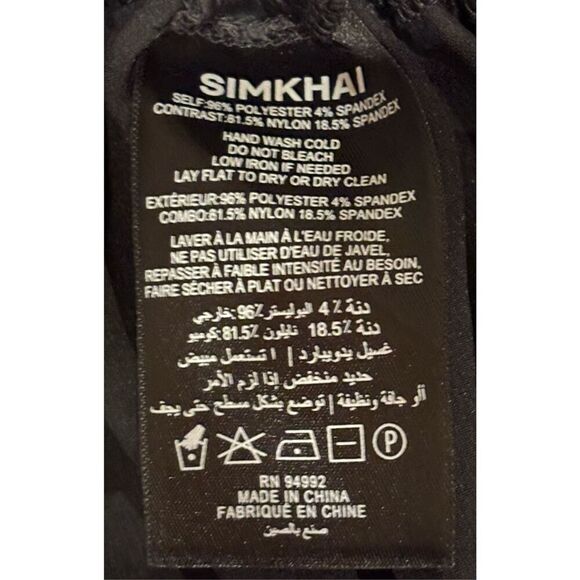 SIMKHAI
SELF:96% POLYESTER 4% SPANDEX
CONTRAST:81.5% NYLON 18.5% SPANDEX
HAND WASH COLD
DO NOT BLEACH
LOW IRON IF NEEDED
LAY FLAT TO DRY OR DRY CLEAN
EXTÉRIEUR:96% POLYESTER 4% SPANDEX
COMBO:81.5% NYLON 18.5% SPANDEX
LAVER À LA MAIN À L'EAU FROIDE,
NE PAS UTILISER D'EAU DE JAVEL,
REPASSER À FAIBLE INTENSITÉ AU BESOIN,
FAIRE SÉCHER À PLAT OU NETTOYER À SEC
دنة 4٪ البوليستر 96٪:خارجي
دنة 18.5٪ نايلون 81.5٪:كومبو
غسيل يدويبارد | ا تستعمل مبيض
حديد منخفض إذا لزم الأمر
أأو جافة ونظيفة | توضع بشكل مسطح حتى يجف
P
RN 94992
MADE IN CHINA
FABRIQUÉ EN CHINE
صنع بالصين